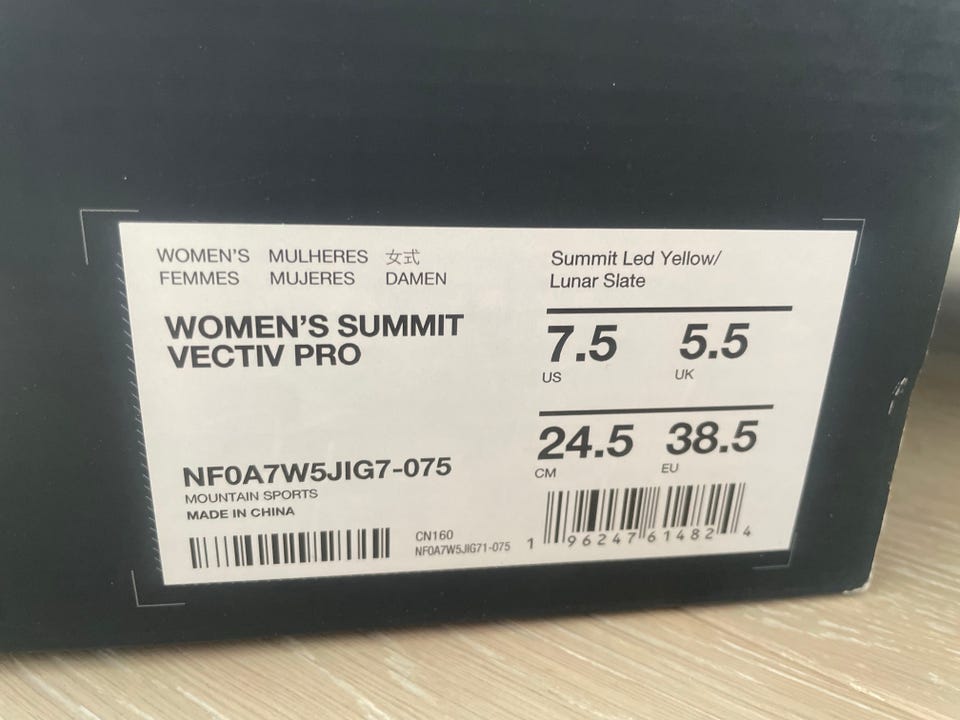 WOMEN'S MULHERES 女式
FEMMES MUJERES DAMEN
WOMEN'S SUMMIT
VECTIV PRO
NF0A7W5JIG7-075
MOUNTAIN SPORTS
MADE IN CHINA
CN160
NF0A7W5JIG71-075
Summit Led Yellow/
Lunar Slate
7.5 5.5
US UK
24.5 38.5
CM EU
1 96247 61482 4